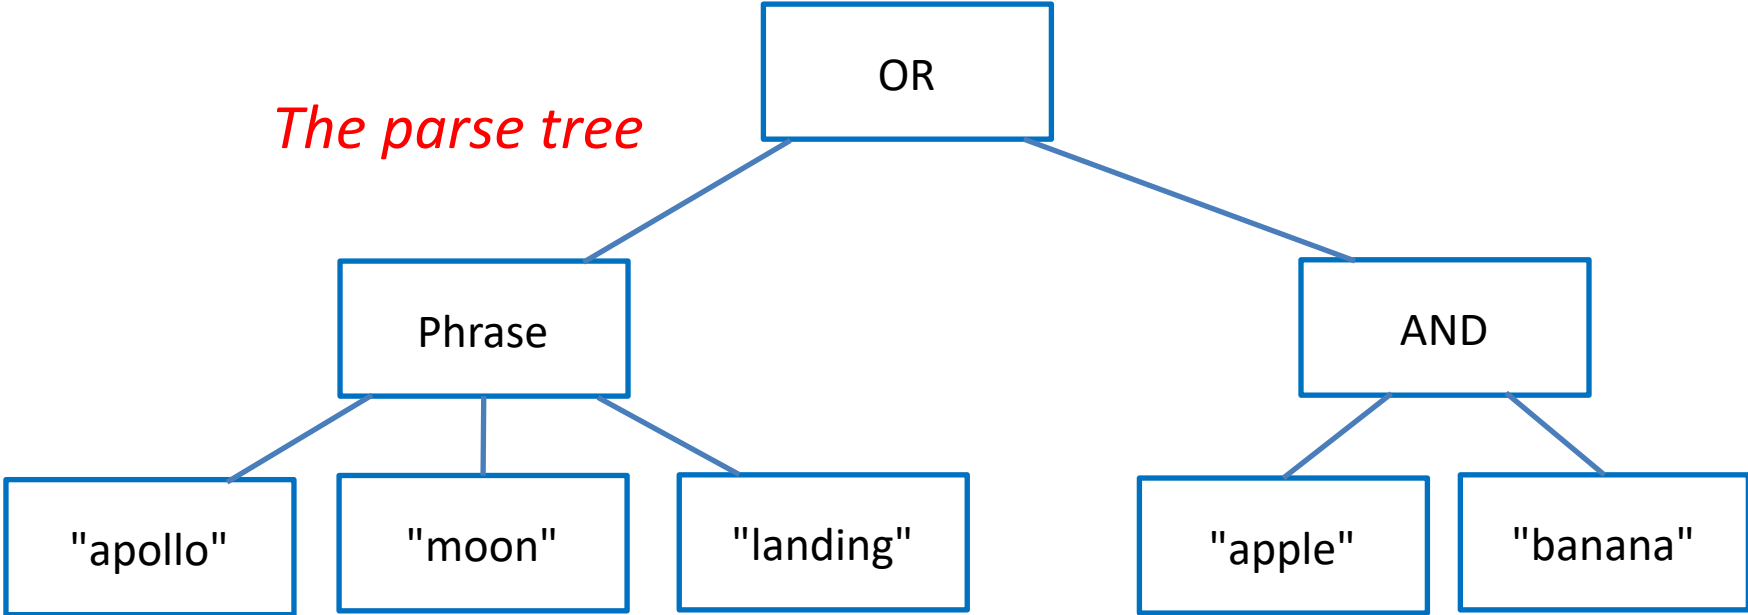 OR
The parse tree
Phrase
AND
"apollo"
"moon"
"landing"
"apple"
"banana"